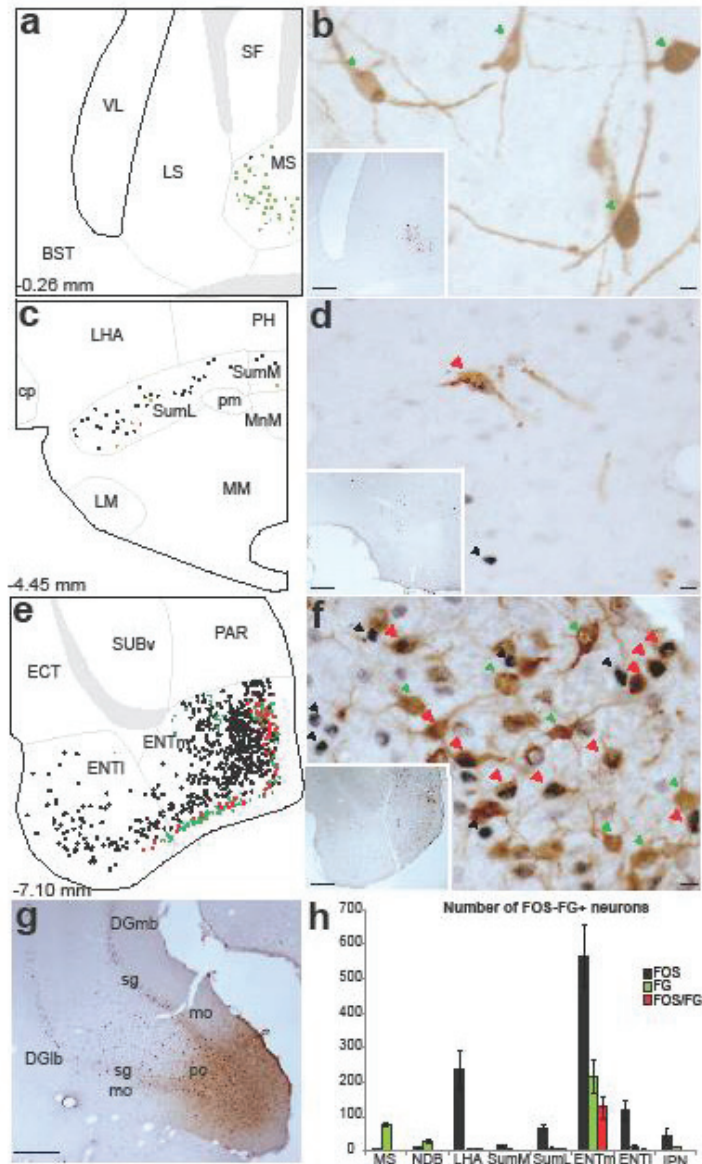 a
SF
VL
MS
LS
BST
-0.26 mm
b
c
LHA
PH
SumM
cp
SumL
pm
MnM
LM
MM
-4.45 mm
d
e
SUBv
PAR
ECT
ENTm
ENTl
-7.10 mm
f
g
DGmb
sg
mo
DGlb
sg
po
mo
h
Number of FOS-FG+ neurons
700
600
500
400
300
200
100
0
FOS
FG
FOS/FG
MS NDB LHA SumM SumL ENTm ENTl IPN